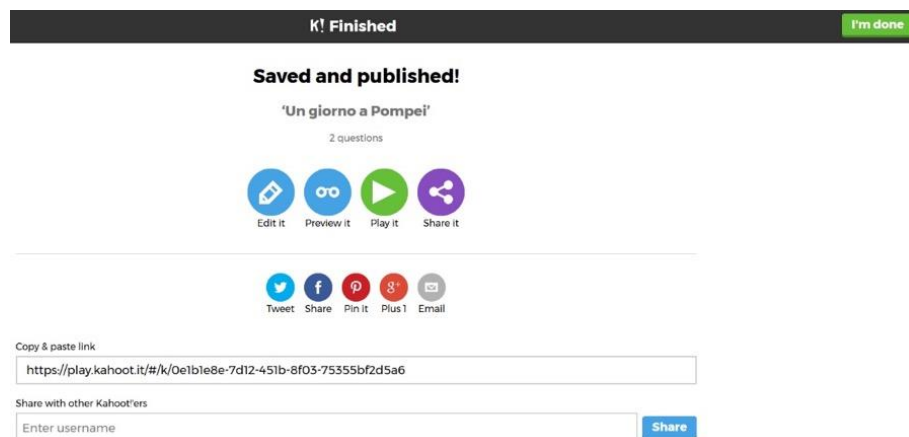 K! Finished
I'm done
Saved and published!
'Un giorno a Pompei'
2 questions
Edit it Preview it Play it Share it
Tweet Share Pin it Plus 1 Email
Copy & paste link
https://play.kahoot.it/#/k/0e1b1e8e-7d12-451b-8f03-75355bf2d5a6
Share with other Kahoot!'ers
Enter username
Share